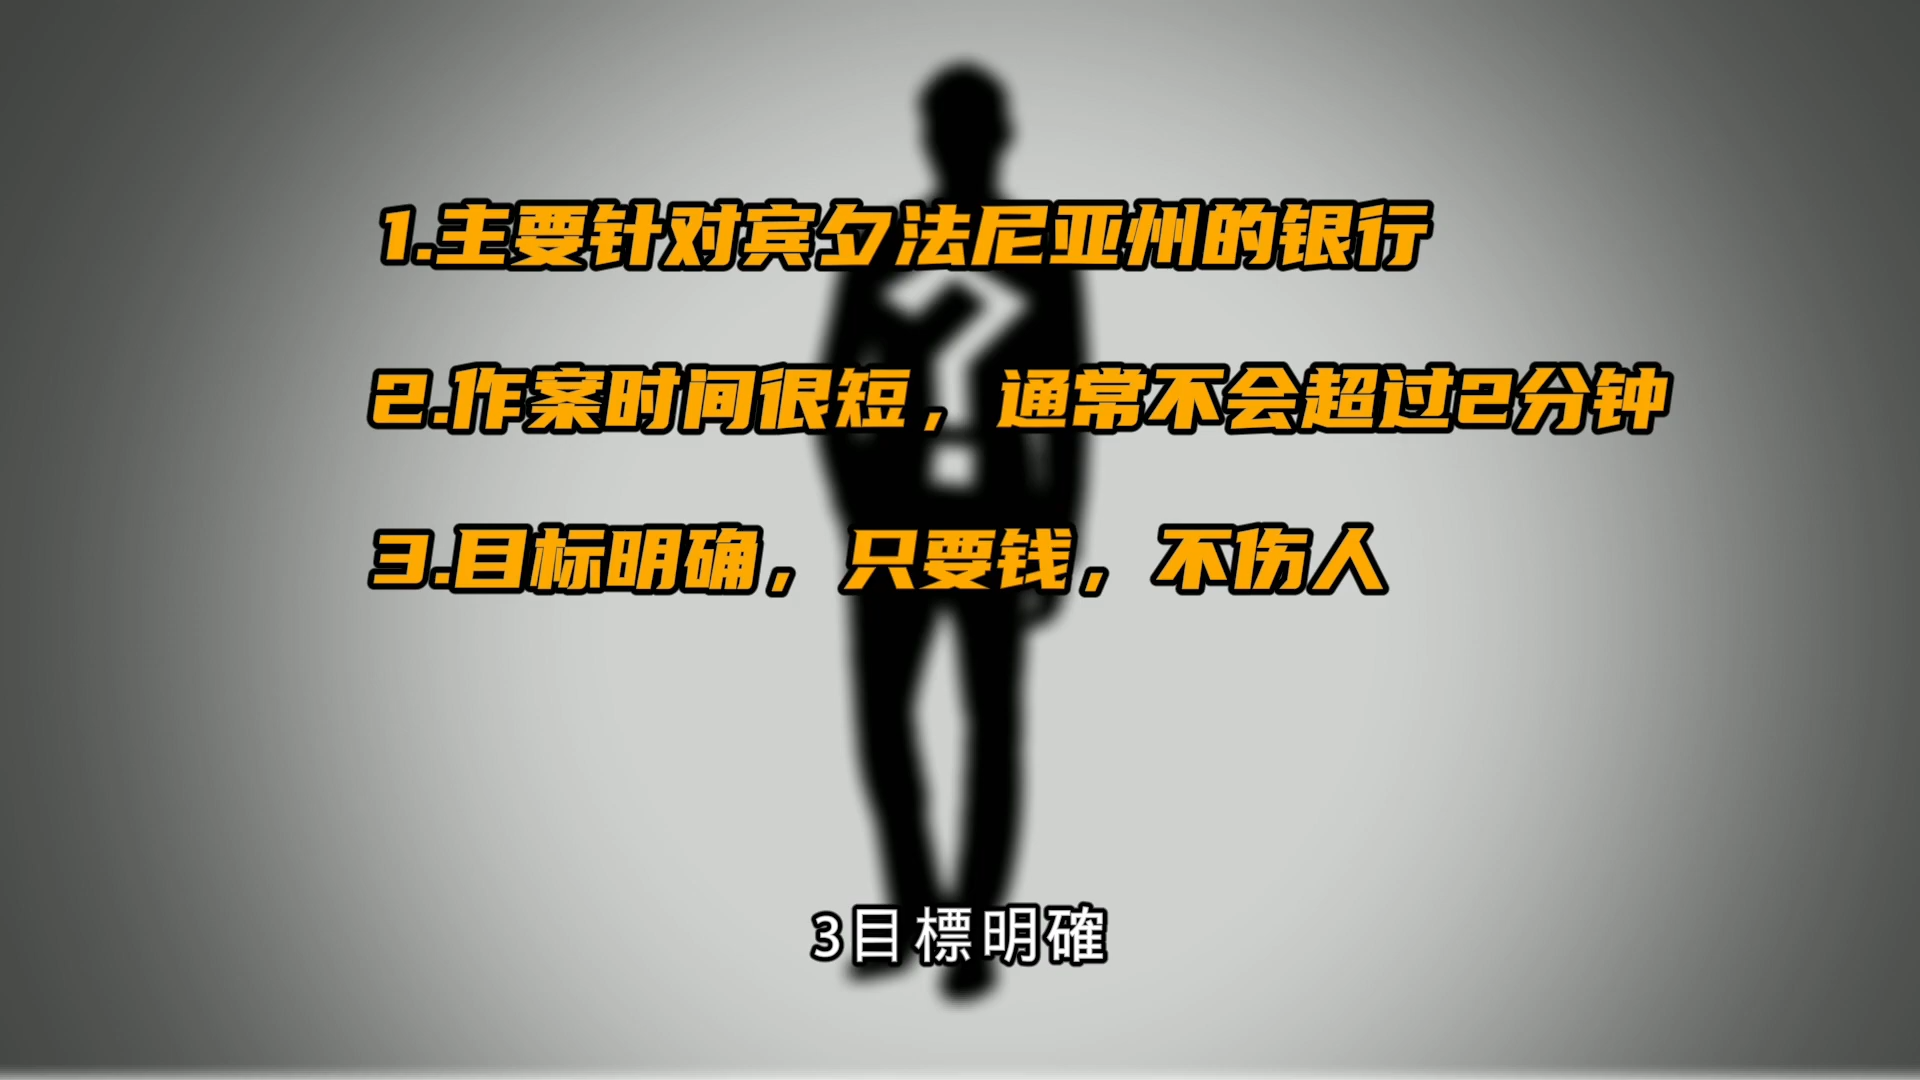 1.主要针对宾夕法尼亚州的银行
2.作案时间很短，通常不会超过2分钟
3.目标明确，只要钱，不伤人
3目標明確